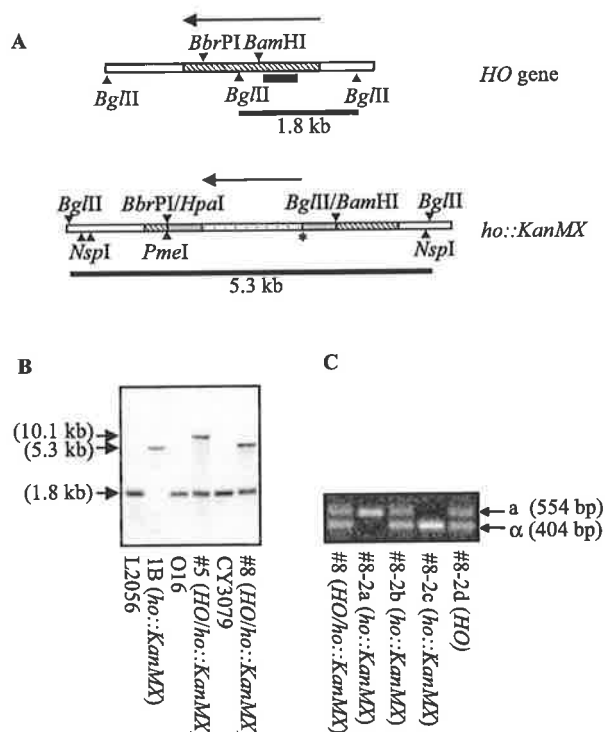 A
BbrPI BamHI
HO gene
BglII BglII BglII
1.8 kb
BglII BbrPI/HpaI BglII/BamHI BglII
ho::KanMX
NspI PmeI * NspI
5.3 kb
B
(10.1 kb)
(5.3 kb)
(1.8 kb)
L2056
1B (ho::KanMX)
O16
#5 (HO/ho::KanMX)
CY3079
#8 (HO/ho::KanMX)
C
a (554 bp)
α (404 bp)
#8 (HO/ho::KanMX)
#8-2a (ho::KanMX)
#8-2b (ho::KanMX)
#8-2c (ho::KanMX)
#8-2d (HO)